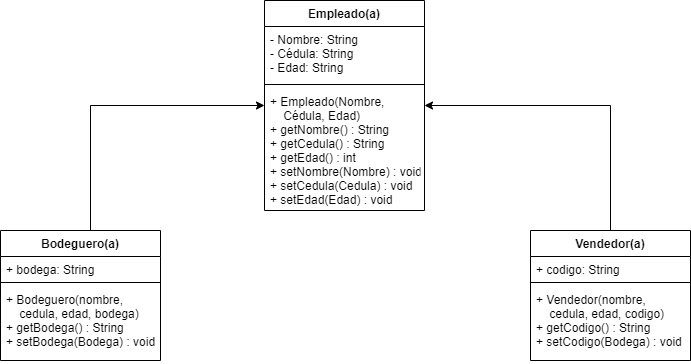 Empleado(a)
- Nombre: String
- Cédula: String
- Edad: String
+ Empleado(Nombre,
Cédula, Edad)
+ getNombre() : String
+ getCedula() : String
+ getEdad() : int
+ setNombre(Nombre) : void
+ setCedula(Cedula) : void
+ setEdad(Edad) : void
Bodeguero(a)
+ bodega: String
+ Bodeguero(nombre,
cedula, edad, bodega)
+ getBodega() : String
+ setBodega(Bodega) : void
Vendedor(a)
+ codigo: String
+ Vendedor(nombre,
cedula, edad, codigo)
+ getCodigo() : String
+ setCodigo(Bodega) : void